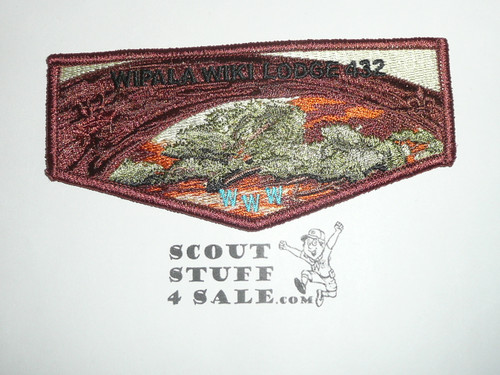 WIPALA WIKI LODGE 432
WWW
SCOUT
STUFF
4 SALE.COM